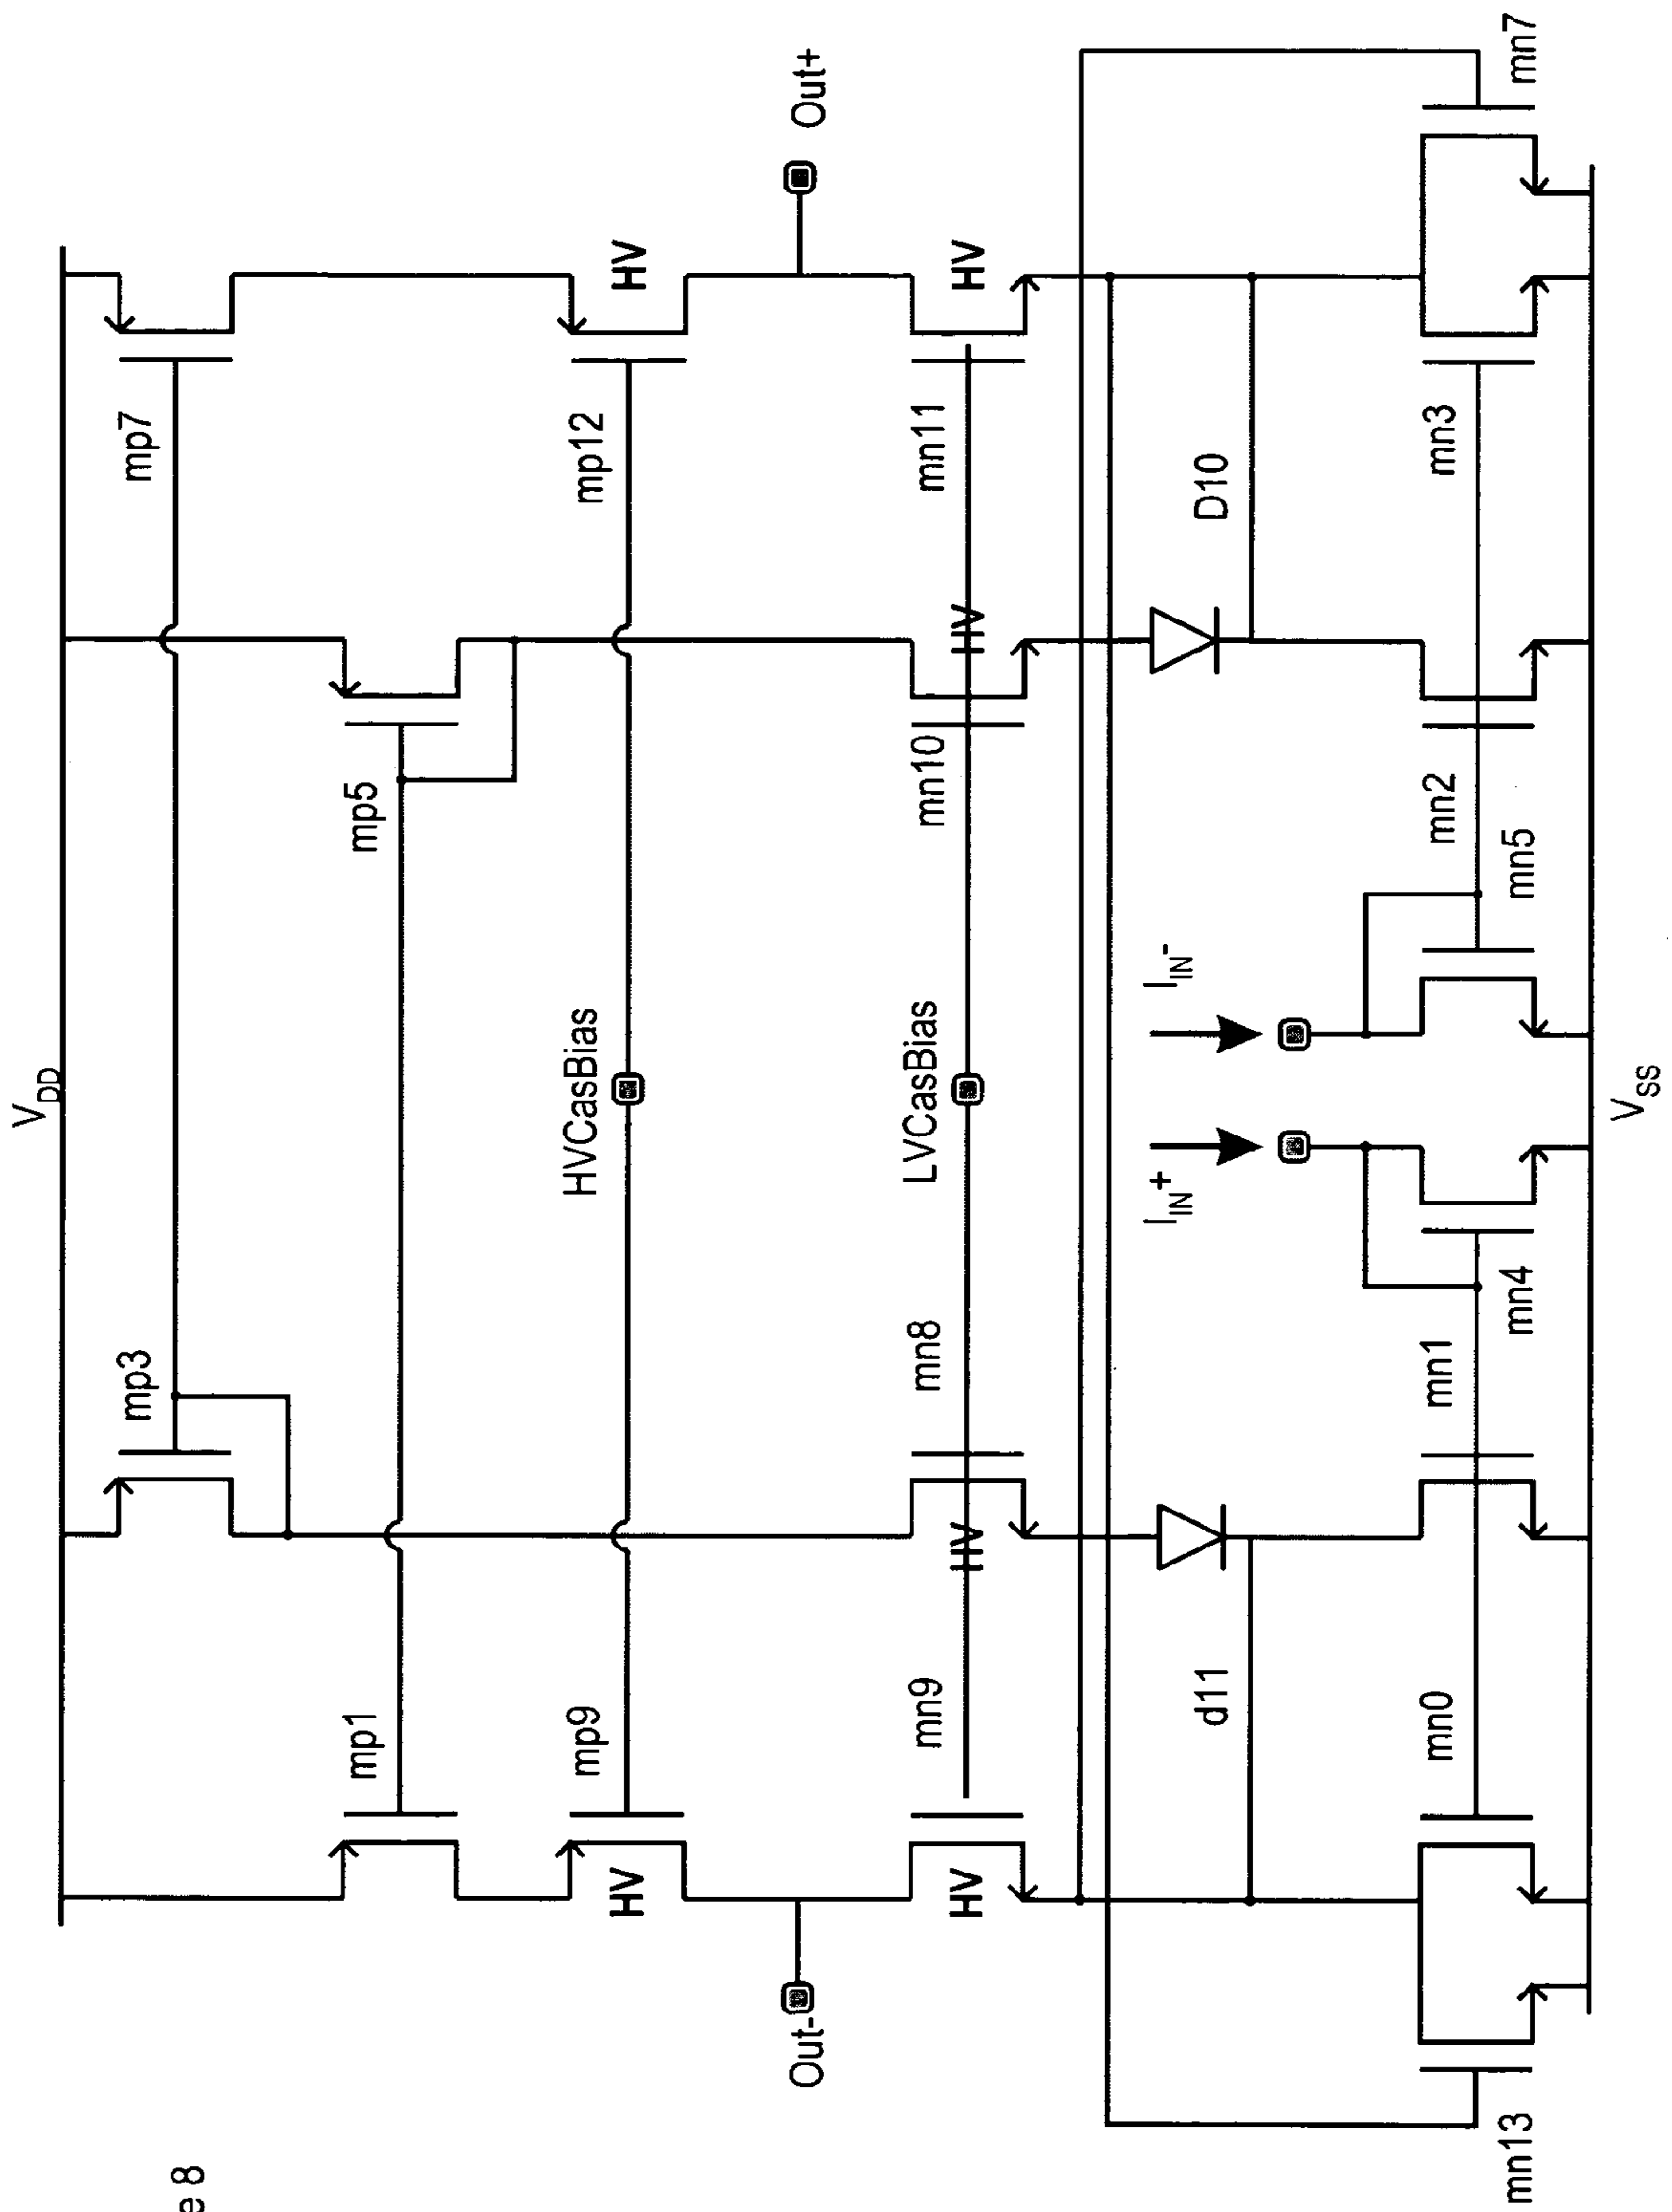 V_DD
mp3
mp7
mp1
mp5
mp9
HV
HVCasBias
mp12
HV
Out-
Out+
mn9
HV
mn8
HV
LVCasBias
mn10
HV
mn11
HV
d11
I_IN+
I_IN-
D10
mn13
mn0
mn1
mn4
mn5
mn2
mn3
mn7
V_SS
e 8